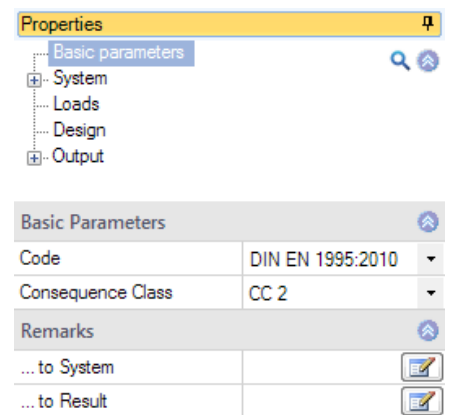 Properties
Basic parameters
System
Loads
Design
Output
Basic Parameters
Code DIN EN 1995:2010
Consequence Class CC 2
Remarks
... to System
... to Result